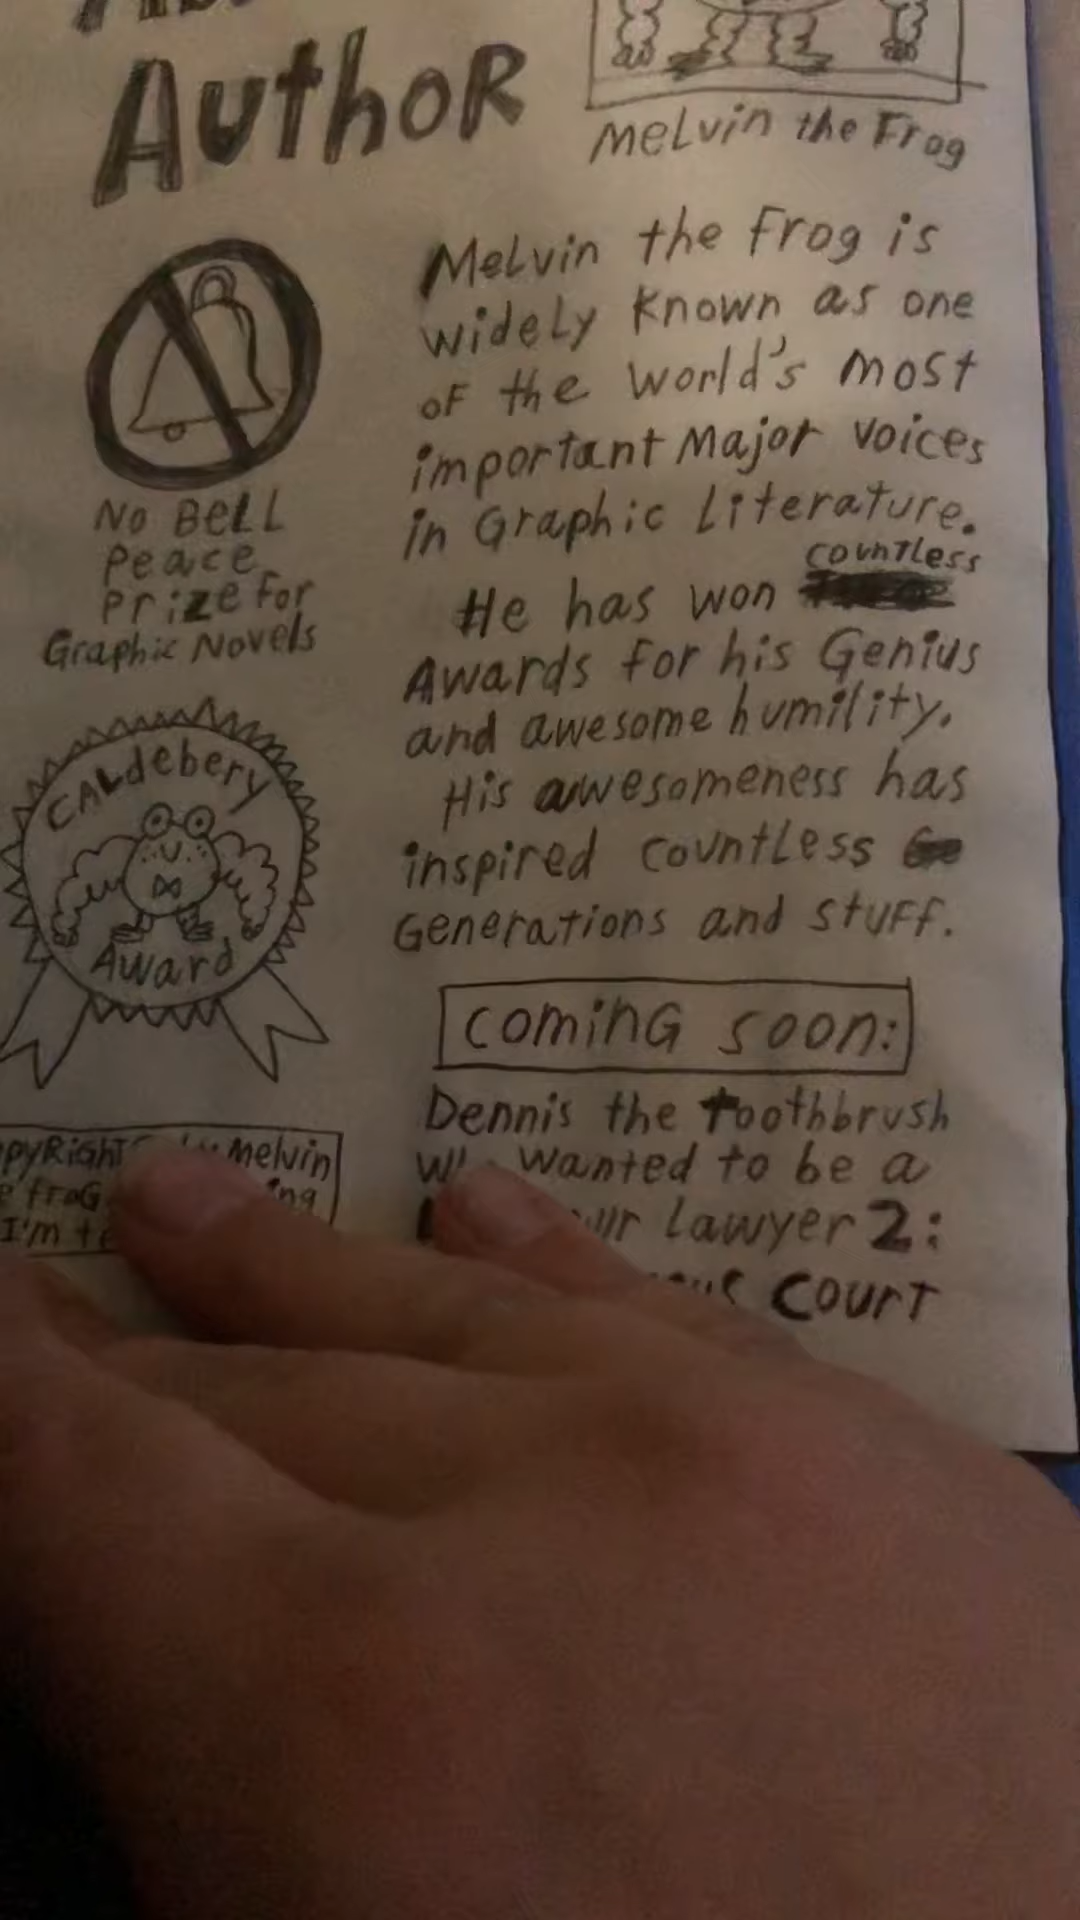 Author
Melvin the Frog
Melvin the Frog is
widely known as one
of the world's most
important Major voices
in Graphic Literature.
countless
He has won
Awards for his Genius
and awesome humility.
His awesomeness has
inspired countless
Generations and stuff.
No Bell
Peace
Prize for
Graphic Novels
CALdebery
Award
Melvin
frog
I'm
coming soon:
Dennis the toothbrush
wanted to be a
Lawyer 2:
Court